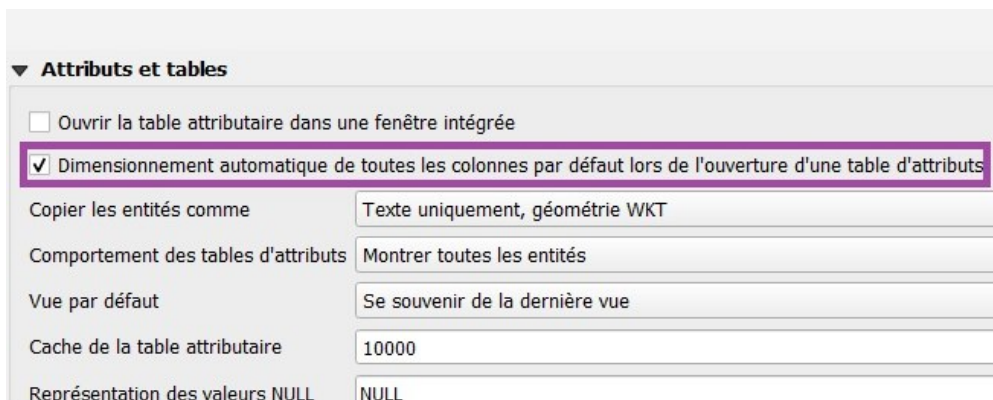 Attributs et tables
Ouvrir la table attributaire dans une fenêtre intégrée
Dimensionnement automatique de toutes les colonnes par défaut lors de l'ouverture d'une table d'attributs
Copier les entités comme Texte uniquement, géométrie WKT
Comportement des tables d'attributs Montrer toutes les entités
Vue par défaut Se souvenir de la dernière vue
Cache de la table attributaire 10000
Représentation des valeurs NULL NULL